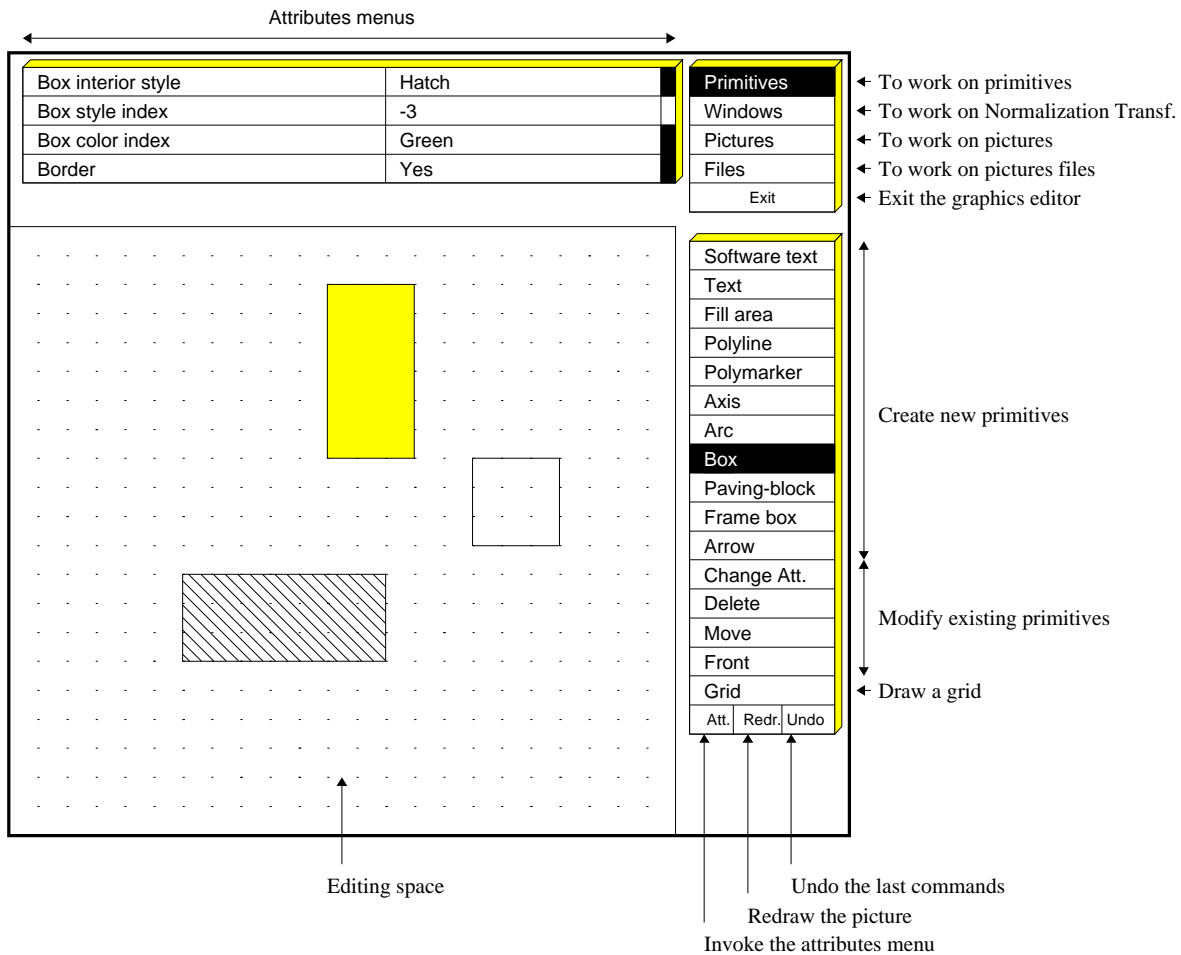 Attributes menus
Box interior style Hatch
Box style index -3
Box color index Green
Border Yes
Primitives
Windows
Pictures
Files
Exit
To work on primitives
To work on Normalization Transf.
To work on pictures
To work on pictures files
Exit the graphics editor
Software text
Text
Fill area
Polyline
Polymarker
Axis
Arc
Box
Paving-block
Frame box
Arrow
Change Att.
Delete
Move
Front
Grid
Att. Redr. Undo
Create new primitives
Modify existing primitives
Draw a grid
Editing space
Undo the last commands
Redraw the picture
Invoke the attributes menu